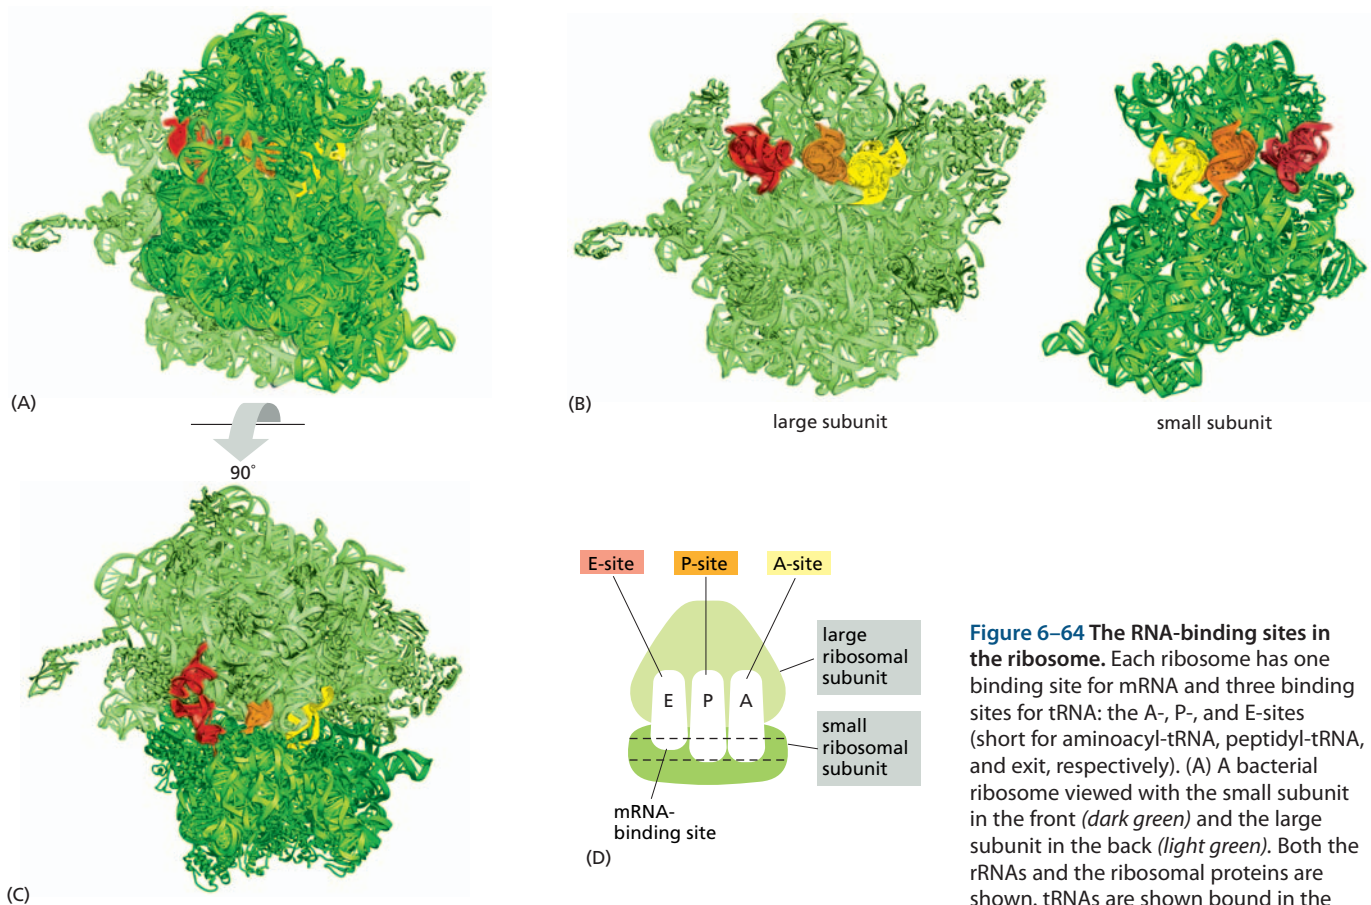 (A)
90°
(B)
large subunit
small subunit
(C)
E-site
P-site
A-site
E
P
A
large
ribosomal
subunit
small
ribosomal
subunit
mRNA-
binding site
(D)
Figure 6–64 The RNA-binding sites in
the ribosome. Each ribosome has one
binding site for mRNA and three binding
sites for tRNA: the A-, P-, and E-sites
(short for aminoacyl-tRNA, peptidyl-tRNA,
and exit, respectively). (A) A bacterial
ribosome viewed with the small subunit
in the front (dark green) and the large
subunit in the back (light green). Both the
rRNAs and the ribosomal proteins are
shown. tRNAs are shown bound in the